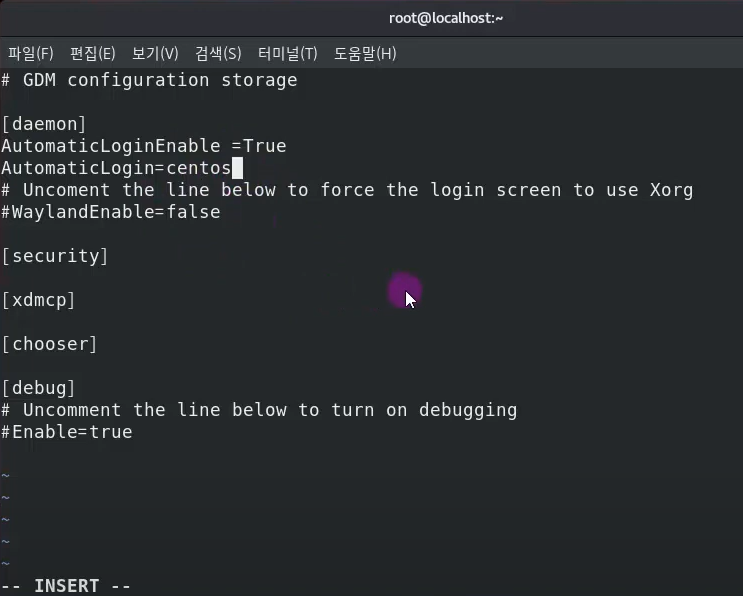 root@localhost:~
파일(F) 편집(E) 보기(V) 검색(S) 터미널(T) 도움말(H)
# GDM configuration storage
[daemon]
AutomaticLoginEnable =True
AutomaticLogin=centos
# Uncoment the line below to force the login screen to use Xorg
#WaylandEnable=false
[security]
[xdmcp]
[chooser]
[debug]
# Uncomment the line below to turn on debugging
#Enable=true
~
~
~
~
~
-- INSERT --